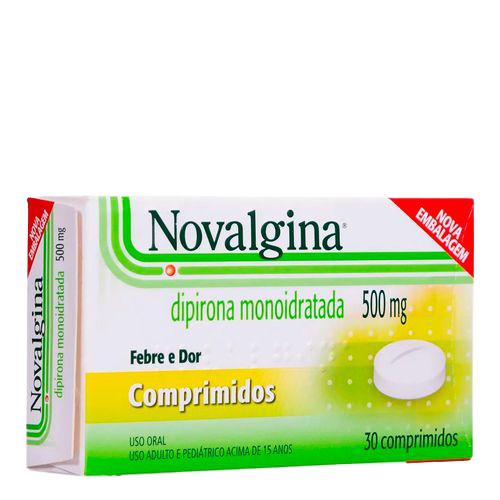 NOVA
EMBALAGEM
Novalgina
dipirona monoidratada 500 mg
NOVA
EMBALAGEM
Novalgina®
dipirona monoidratada 500 mg
Febre e Dor
Comprimidos
USO ORAL
USO ADULTO E PEDIÁTRICO ACIMA DE 15 ANOS
30 comprimidos